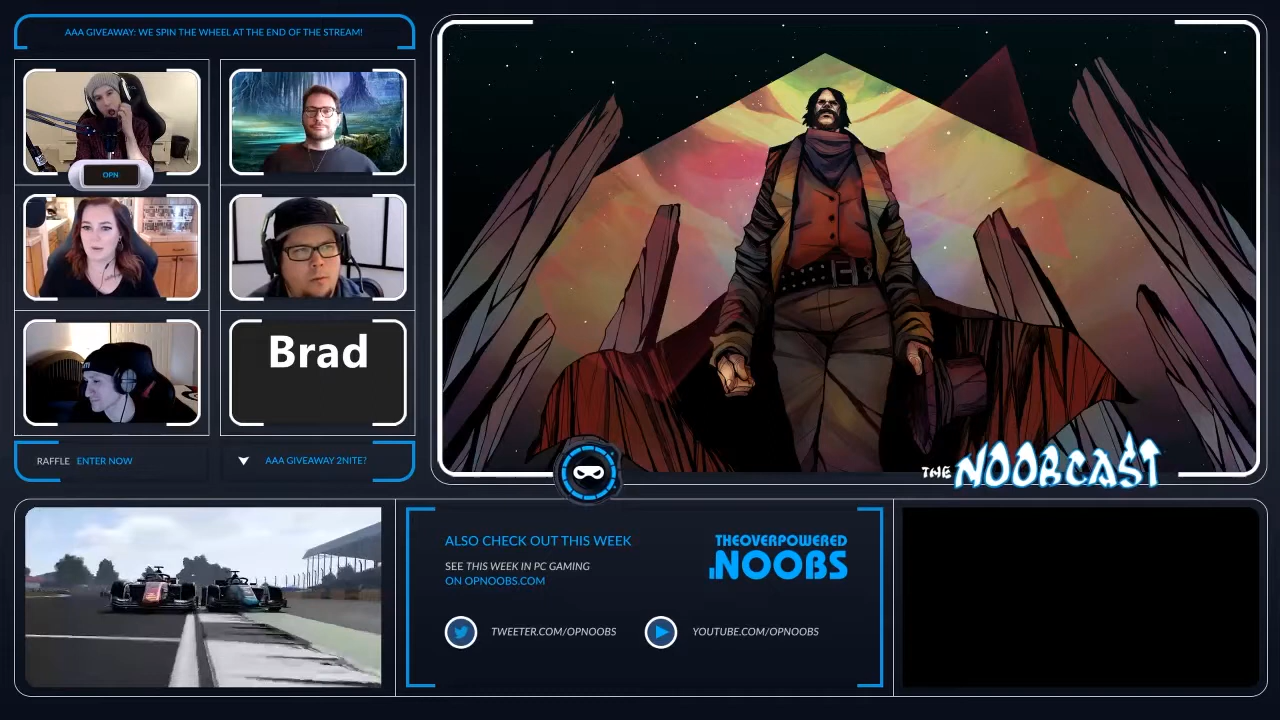 AAA GIVEAWAY: WE SPIN THE WHEEL AT THE END OF THE STREAM!
OPN
Brad
RAFFLE ENTER NOW
AAA GIVEAWAY 2NITE?
THE NOOBCAST
ALSO CHECK OUT THIS WEEK
SEE THIS WEEK IN PC GAMING
ON OPNOOBS.COM
THEOVERPOWERED
NOOBS
TWEETER.COM/OPNOOBS
YOUTUBE.COM/OPNOOBS